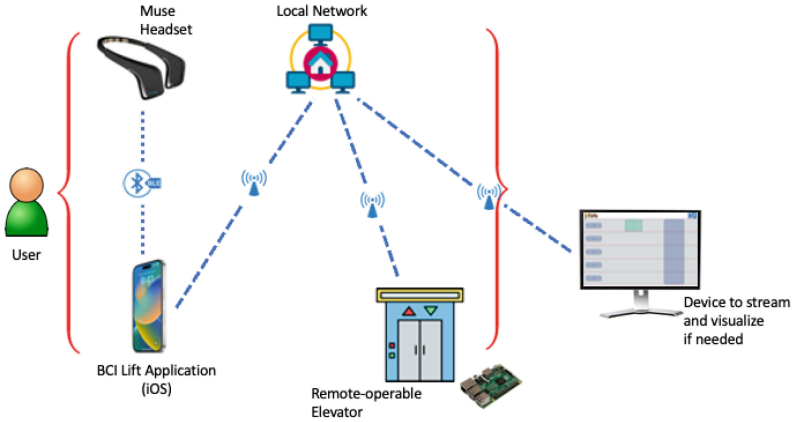 Muse
Headset
Local Network
BLE
User
BCI Lift Application
(iOS)
Remote-operable
Elevator
Device to stream
and visualize
if needed